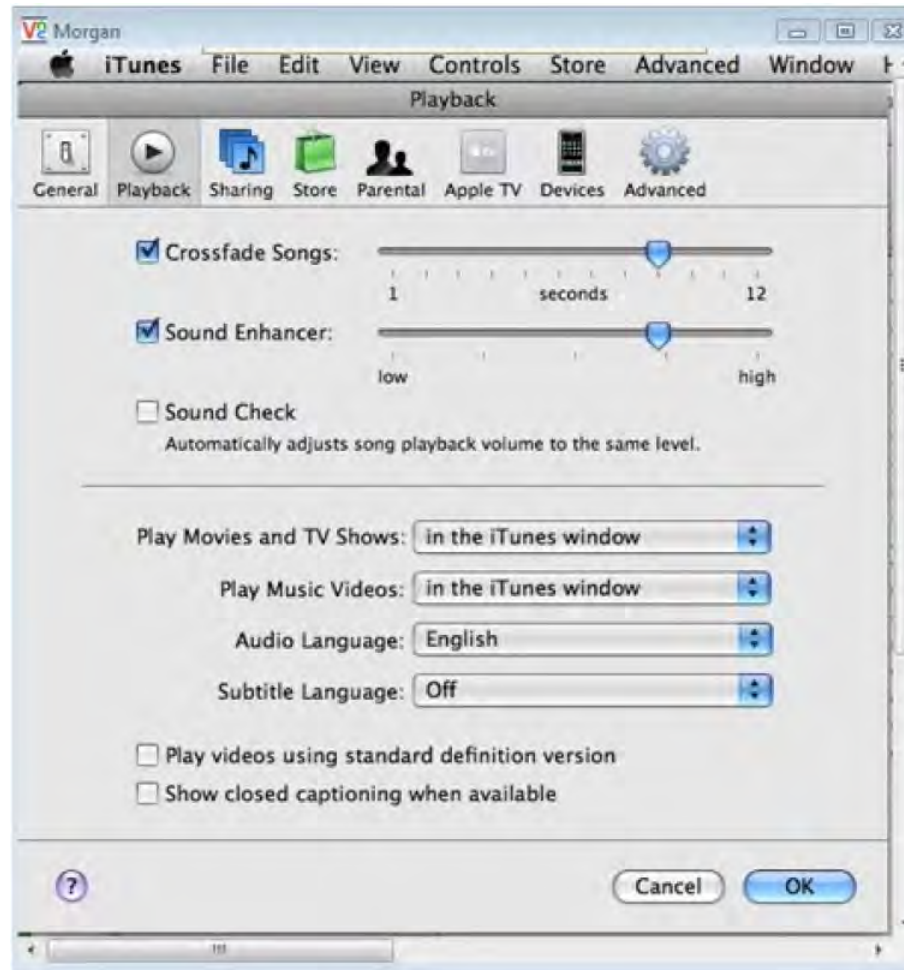 V2 Morgan
iTunes File Edit View Controls Store Advanced Window
Playback
General Playback Sharing Store Parental Apple TV Devices Advanced
Crossfade Songs:
1 seconds 12
Sound Enhancer:
low high
Sound Check
Automatically adjusts song playback volume to the same level.
Play Movies and TV Shows: in the iTunes window
Play Music Videos: in the iTunes window
Audio Language: English
Subtitle Language: Off
Play videos using standard definition version
Show closed captioning when available
? Cancel OK